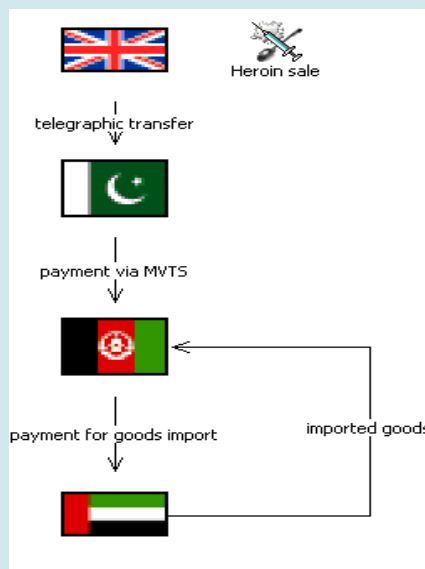 Heroin sale
telegraphic transfer
payment via MVTS
payment for goods import
imported goods